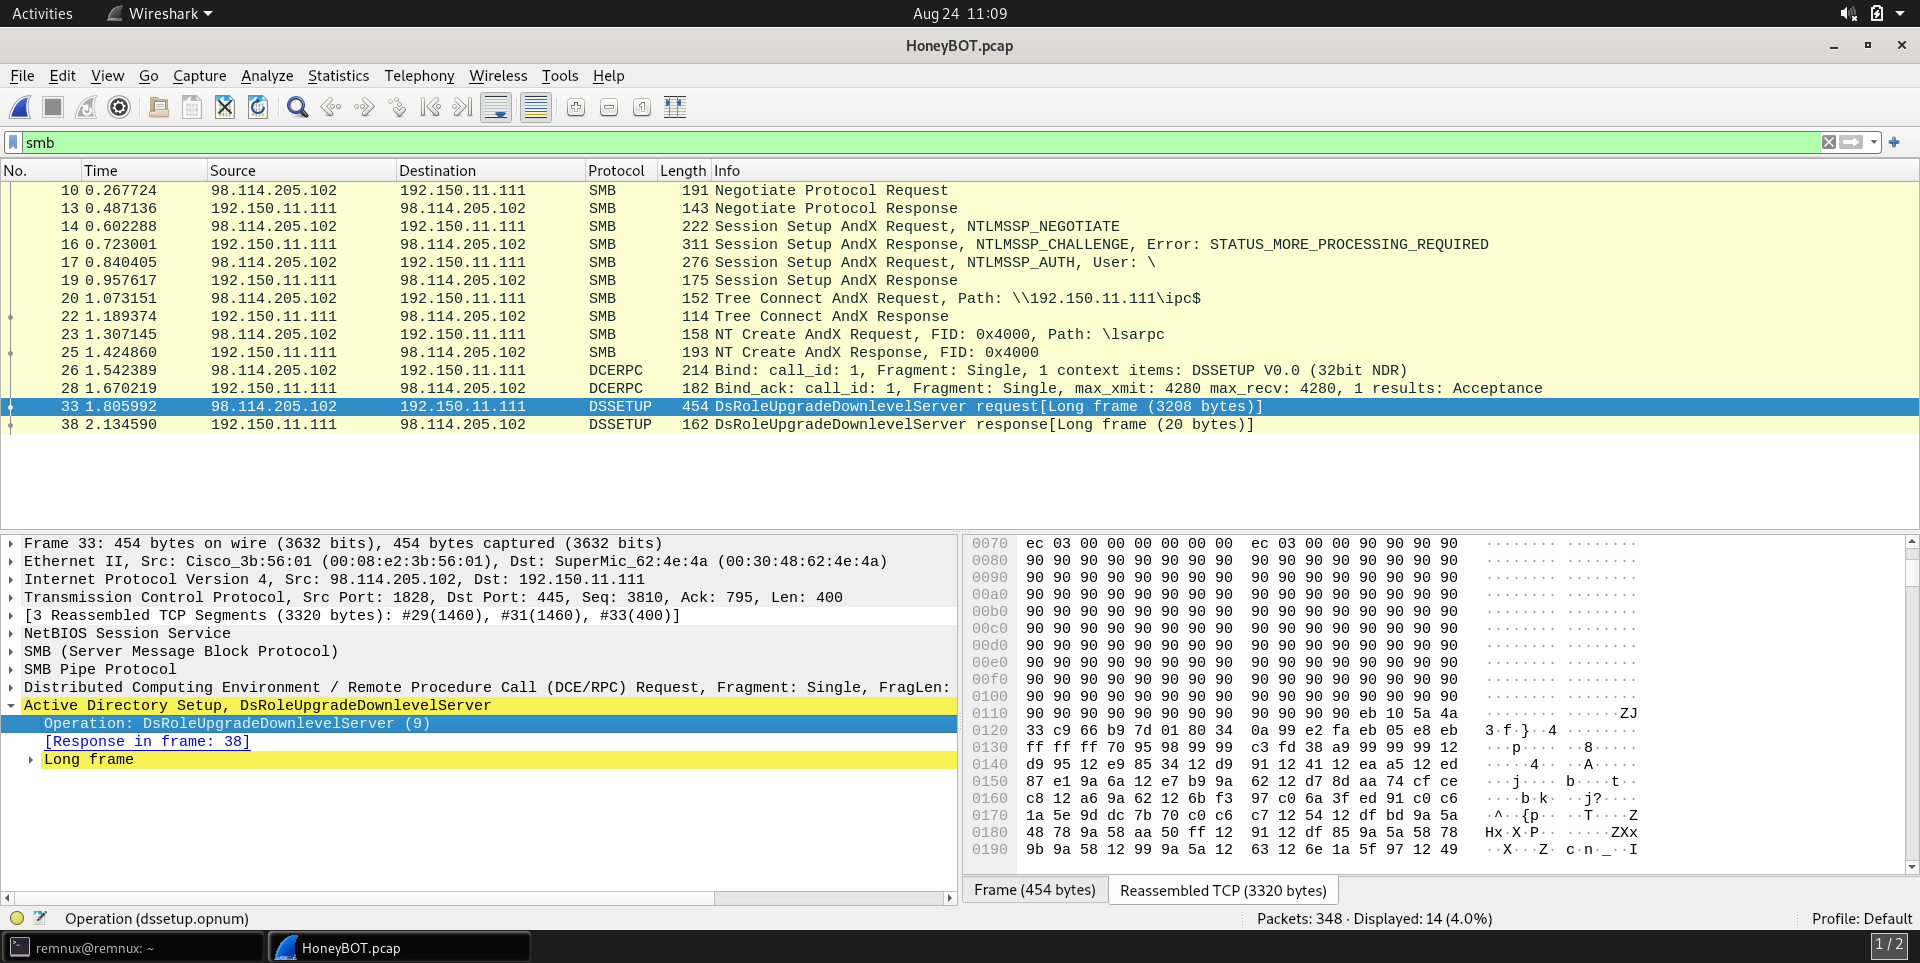 Activities Wireshark Aug 24 11:09
HoneyBOT.pcap
File Edit View Go Capture Analyze Statistics Telephony Wireless Tools Help
smb
No. Time Source Destination Protocol Length Info
10 0.267724 98.114.205.102 192.150.11.111 SMB 191 Negotiate Protocol Request
13 0.487136 192.150.11.111 98.114.205.102 SMB 143 Negotiate Protocol Response
14 0.602288 98.114.205.102 192.150.11.111 SMB 222 Session Setup AndX Request, NTLMSSP_NEGOTIATE
16 0.723001 192.150.11.111 98.114.205.102 SMB 311 Session Setup AndX Response, NTLMSSP_CHALLENGE, Error: STATUS_MORE_PROCESSING_REQUIRED
17 0.840405 98.114.205.102 192.150.11.111 SMB 276 Session Setup AndX Request, NTLMSSP_AUTH, User: \
19 0.957617 192.150.11.111 98.114.205.102 SMB 175 Session Setup AndX Response
20 1.073151 98.114.205.102 192.150.11.111 SMB 152 Tree Connect AndX Request, Path: \\192.150.11.111\ipc$
22 1.189374 192.150.11.111 98.114.205.102 SMB 114 Tree Connect AndX Response
23 1.307145 98.114.205.102 192.150.11.111 SMB 158 NT Create AndX Request, FID: 0x4000, Path: \lsarpc
25 1.424860 192.150.11.111 98.114.205.102 SMB 193 NT Create AndX Response, FID: 0x4000
26 1.542389 98.114.205.102 192.150.11.111 DCERPC 214 Bind: call_id: 1, Fragment: Single, 1 context items: DSSETUP V0.0 (32bit NDR)
28 1.670219 192.150.11.111 98.114.205.102 DCERPC 182 Bind_ack: call_id: 1, Fragment: Single, max_xmit: 4280 max_recv: 4280, 1 results: Acceptance
33 1.805992 98.114.205.102 192.150.11.111 DSSETUP 454 DsRoleUpgradeDownlevelServer request[Long frame (3208 bytes)]
38 2.134590 192.150.11.111 98.114.205.102 DSSETUP 162 DsRoleUpgradeDownlevelServer response[Long frame (20 bytes)]
Frame 33: 454 bytes on wire (3632 bits), 454 bytes captured (3632 bits)
Ethernet II, Src: Cisco_3b:56:01 (00:08:e2:3b:56:01), Dst: SuperMic_62:4e:4a (00:30:48:62:4e:4a)
Internet Protocol Version 4, Src: 98.114.205.102, Dst: 192.150.11.111
Transmission Control Protocol, Src Port: 1828, Dst Port: 445, Seq: 3810, Ack: 795, Len: 400
[3 Reassembled TCP Segments (3320 bytes): #29(1460), #31(1460), #33(400)]
NetBIOS Session Service
SMB (Server Message Block Protocol)
SMB Pipe Protocol
Distributed Computing Environment / Remote Procedure Call (DCE/RPC) Request, Fragment: Single, FragLen:
Active Directory Setup, DsRoleUpgradeDownlevelServer
Operation: DsRoleUpgradeDownlevelServer (9)
[Response in frame: 38]
Long frame
0070 ec 03 00 00 00 00 00 00 ec 03 00 00 90 90 90 90 ········ ········
0080 90 90 90 90 90 90 90 90 90 90 90 90 90 90 90 90 ········ ········
0090 90 90 90 90 90 90 90 90 90 90 90 90 90 90 90 90 ········ ········
00a0 90 90 90 90 90 90 90 90 90 90 90 90 90 90 90 90 ········ ········
00b0 90 90 90 90 90 90 90 90 90 90 90 90 90 90 90 90 ········ ········
00c0 90 90 90 90 90 90 90 90 90 90 90 90 90 90 90 90 ········ ········
00d0 90 90 90 90 90 90 90 90 90 90 90 90 90 90 90 90 ········ ········
00e0 90 90 90 90 90 90 90 90 90 90 90 90 90 90 90 90 ········ ········
00f0 90 90 90 90 90 90 90 90 90 90 90 90 90 90 90 90 ········ ········
0100 90 90 90 90 90 90 90 90 90 90 90 90 90 90 90 90 ········ ········
0110 90 90 90 90 90 90 90 90 90 90 90 90 eb 10 5a 4a ········ ······ZJ
0120 33 c9 66 b9 7d 01 80 34 0a 99 e2 fa eb 05 e8 eb 3·f·}··4 ········
0130 ff ff ff 70 95 98 99 99 c3 fd 38 a9 99 99 99 12 ···p···· ··8·····
0140 d9 95 12 e9 85 34 12 d9 91 12 41 12 ea a5 12 ed ·····4·· ··A·····
0150 87 e1 9a 6a 12 e7 b9 9a 62 12 d7 8d aa 74 cf ce ···j···· b····t··
0160 c8 12 a6 9a 62 12 6b f3 97 c0 6a 3f ed 91 c0 c6 ····b·k· ··j?····
0170 1a 5e 9d dc 7b 70 c0 c6 c7 12 54 12 df bd 9a 5a ·^··{p·· ··T····Z
0180 48 78 9a 58 aa 50 ff 12 91 12 df 85 9a 5a 58 78 Hx·X·P·· ·····ZXx
0190 9b 9a 58 12 99 9a 5a 12 63 12 6e 1a 5f 97 12 49 ··X···Z· c·n·_··I
Frame (454 bytes) Reassembled TCP (3320 bytes)
Operation (dssetup.opnum) Packets: 348 · Displayed: 14 (4.0%) Profile: Default
remnux@remnux: ~ HoneyBOT.pcap 1 / 2